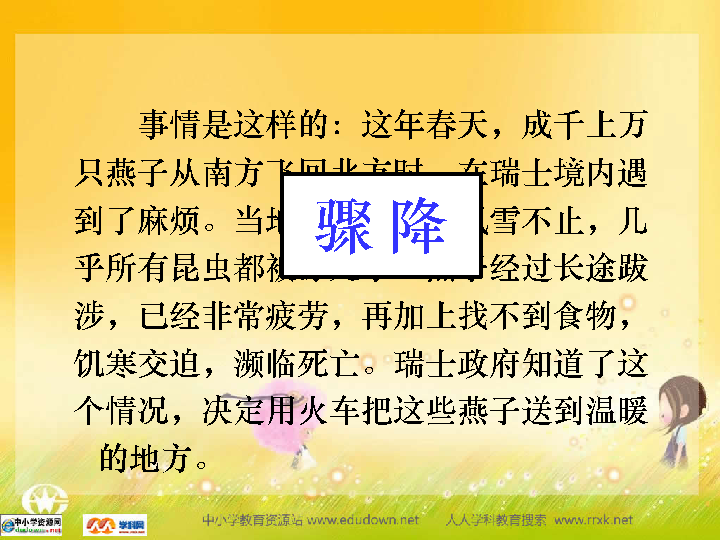 事情是这样的：这年春天，成千上万
只燕子从南方飞回北方时，在瑞士境内遇
到了麻烦。当地 风雪不止，几
骤降
乎所有昆虫都被 经过长途跋
涉，已经非常疲劳，再加上找不到食物，
饥寒交迫，濒临死亡。瑞士政府知道了这
个情况，决定用火车把这些燕子送到温暖
的地方。
中小学资源网
学科网
中小学教育资源站 www.edudown.net 人人学科教育搜索 www.rrxk.net